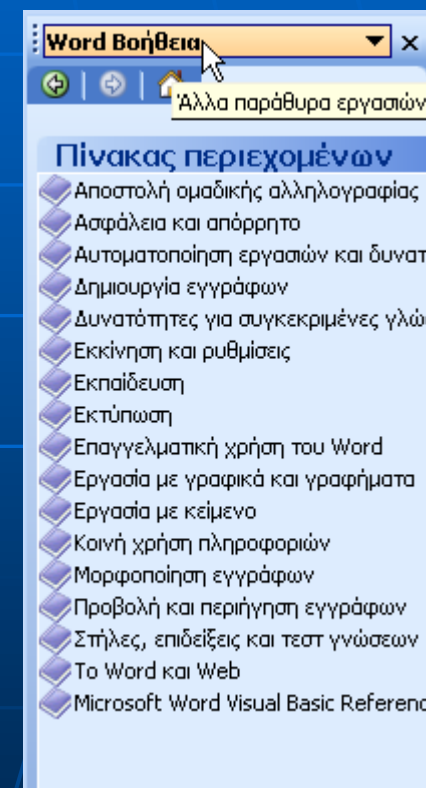 Word Βοήθεια
Άλλα παράθυρα εργασιών
Πίνακας περιεχομένων
Αποστολή ομαδικής αλληλογραφίας
Ασφάλεια και απόρρητο
Αυτοματοποίηση εργασιών και δυνατ
Δημιουργία εγγράφων
Δυνατότητες για συγκεκριμένες γλώ
Εκκίνηση και ρυθμίσεις
Εκπαίδευση
Εκτύπωση
Επαγγελματική χρήση του Word
Εργασία με γραφικά και γραφήματα
Εργασία με κείμενο
Κοινή χρήση πληροφοριών
Μορφοποίηση εγγράφων
Προβολή και περιήγηση εγγράφων
Στήλες, επιδείξεις και τεστ γνώσεων
Το Word και Web
Microsoft Word Visual Basic Referenc